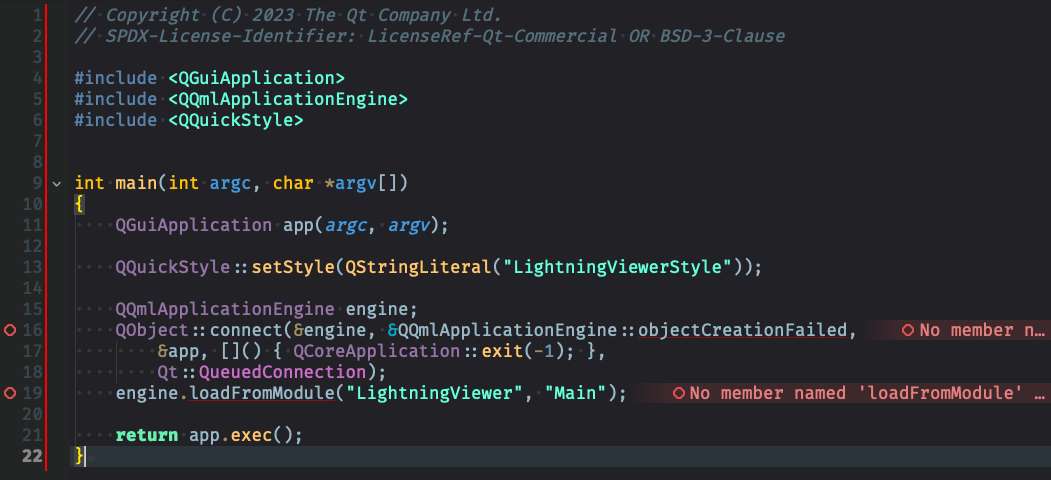 1 // Copyright (C) 2023 The Qt Company Ltd.
2 // SPDX-License-Identifier: LicenseRef-Qt-Commercial OR BSD-3-Clause
3
4 #include <QGuiApplication>
5 #include <QQmlApplicationEngine>
6 #include <QQuickStyle>
7
8
9 int main(int argc, char *argv[])
10 {
11 QGuiApplication app(argc, argv);
12
13 QQuickStyle::setStyle(QStringLiteral("LightningViewerStyle"));
14
15 QQmlApplicationEngine engine;
16 QObject::connect(&engine, &QQmlApplicationEngine::objectCreationFailed, No member n…
17 &app, []() { QCoreApplication::exit(-1); },
18 Qt::QueuedConnection);
19 engine.loadFromModule("LightningViewer", "Main"); No member named 'loadFromModule' …
20
21 return app.exec();
22 }